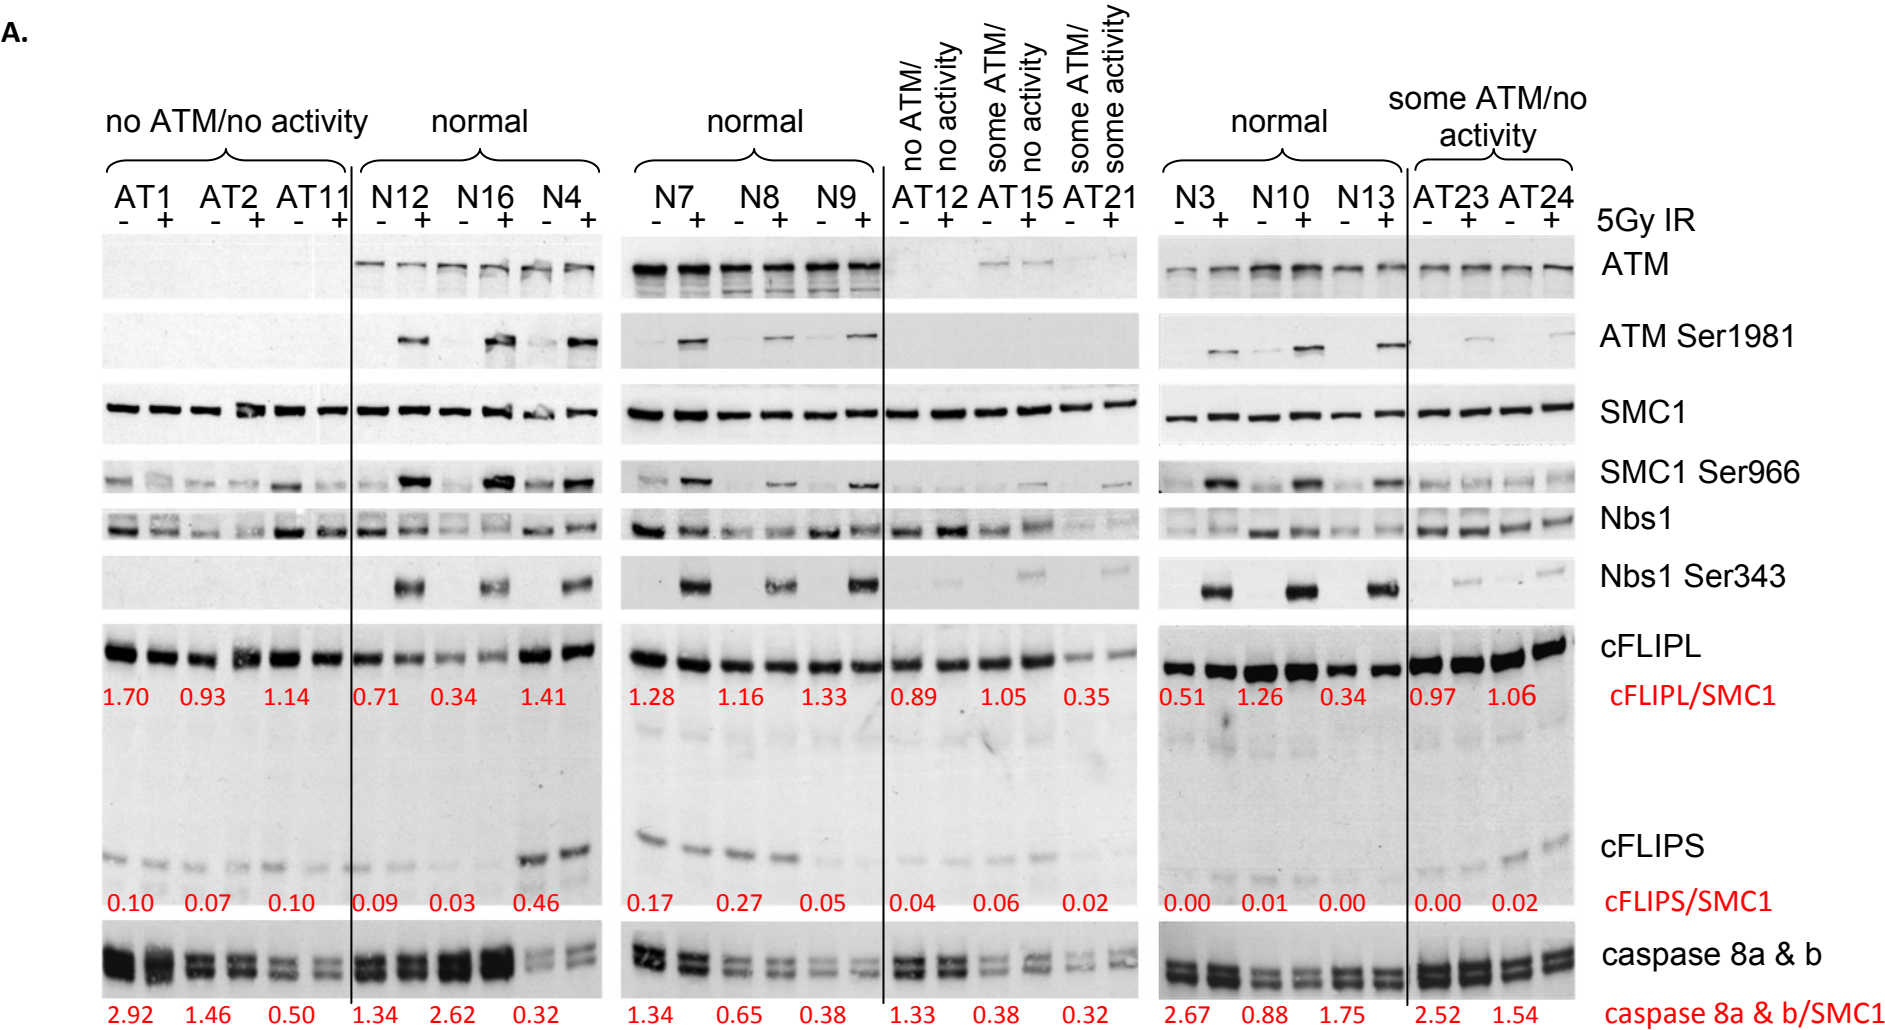 A.
no ATM/no activity normal normal no ATM/ no activity some ATM/ no activity some ATM/ some activity normal some ATM/no activity
AT1 AT2 AT11 N12 N16 N4 N7 N8 N9 AT12 AT15 AT21 N3 N10 N13 AT23 AT24
- + - + - + - + - + - + - + - + - + - + - + - + - + - + - + - + - + 5Gy IR
ATM
ATM Ser1981
SMC1
SMC1 Ser966
Nbs1
Nbs1 Ser343
cFLIPL
1.70 0.93 1.14 0.71 0.34 1.41 1.28 1.16 1.33 0.89 1.05 0.35 0.51 1.26 0.34 0.97 1.06 cFLIPL/SMC1
cFLIPS
0.10 0.07 0.10 0.09 0.03 0.46 0.17 0.27 0.05 0.04 0.06 0.02 0.00 0.01 0.00 0.00 0.02 cFLIPS/SMC1
caspase 8a & b
2.92 1.46 0.50 1.34 2.62 0.32 1.34 0.65 0.38 1.33 0.38 0.32 2.67 0.88 1.75 2.52 1.54 caspase 8a & b/SMC1